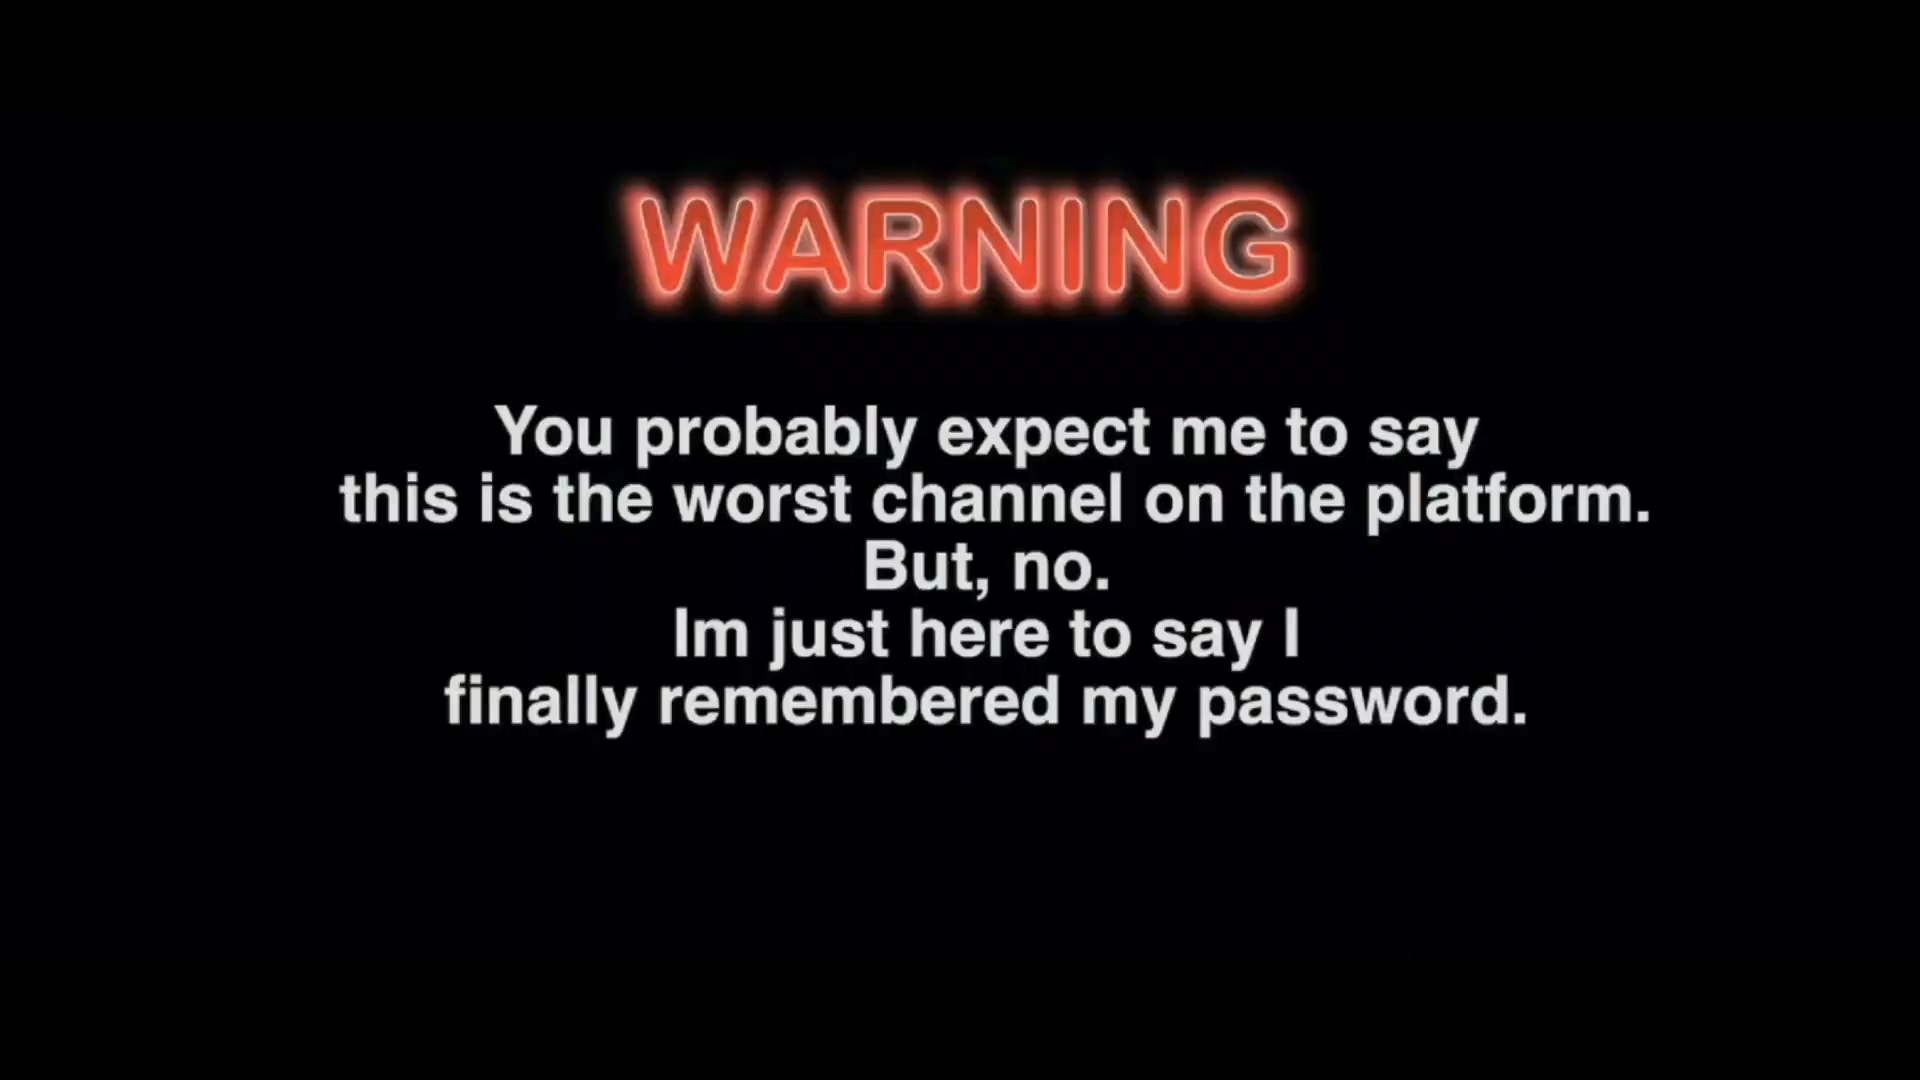 WARNING
You probably expect me to say
this is the worst channel on the platform.
But, no.
Im just here to say I
finally remembered my password.